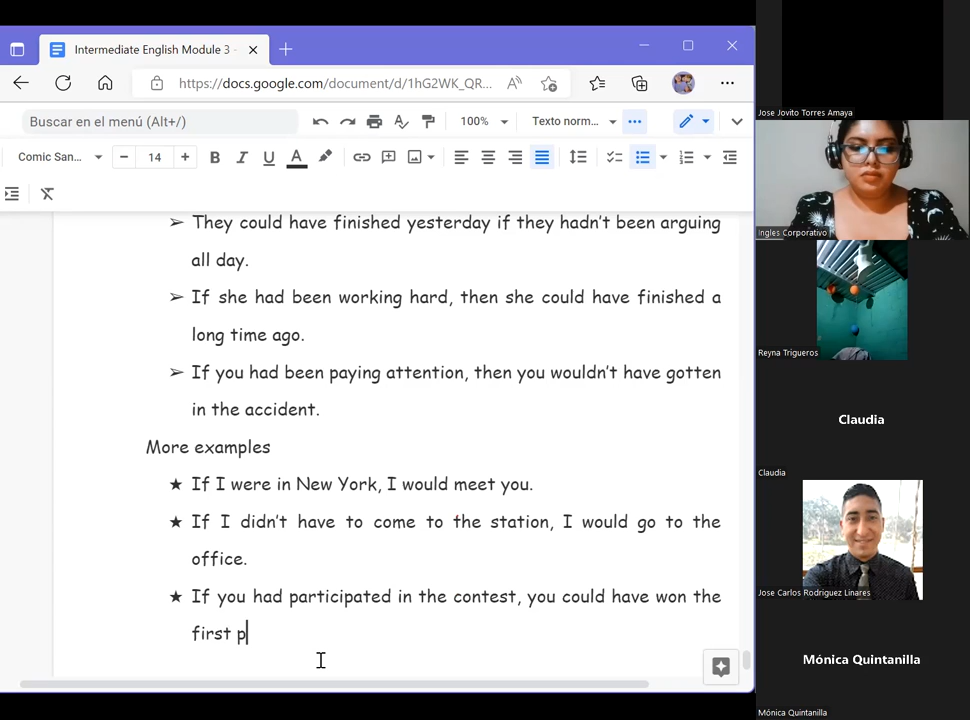 Intermediate English Module 3 -
https://docs.google.com/document/d/1hG2WK_QR...
Buscar en el menú (Alt+/)
100%
Texto norm...
Comic San...
14
They could have finished yesterday if they hadn't been arguing
all day.
If she had been working hard, then she could have finished a
long time ago.
If you had been paying attention, then you wouldn't have gotten
in the accident.
More examples
If I were in New York, I would meet you.
If I didn't have to come to the station, I would go to the
office.
If you had participated in the contest, you could have won the
first p
Jose Jovito Torres Amaya
Ingles Corporativo
Reyna Trigueros
Claudia
Claudia
Jose Carlos Rodriguez Linares
Mónica Quintanilla
Mónica Quintanilla